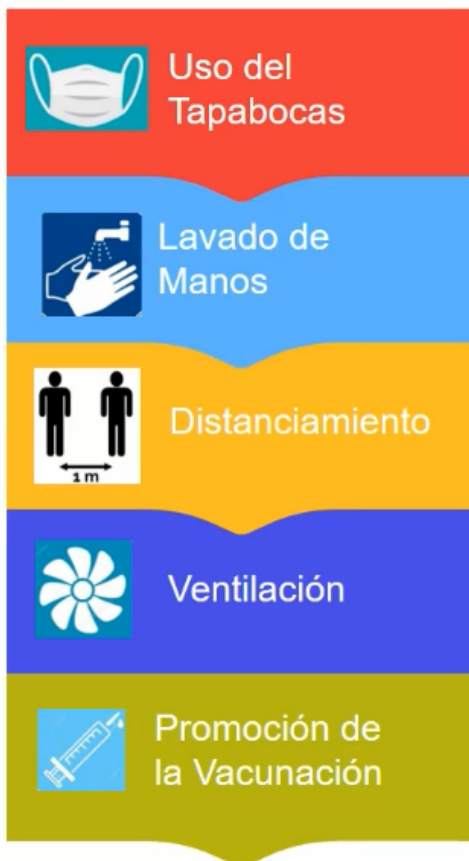 Uso del
Tapabocas
Lavado de
Manos
1 m
Distanciamiento
Ventilación
Promoción de
la Vacunación